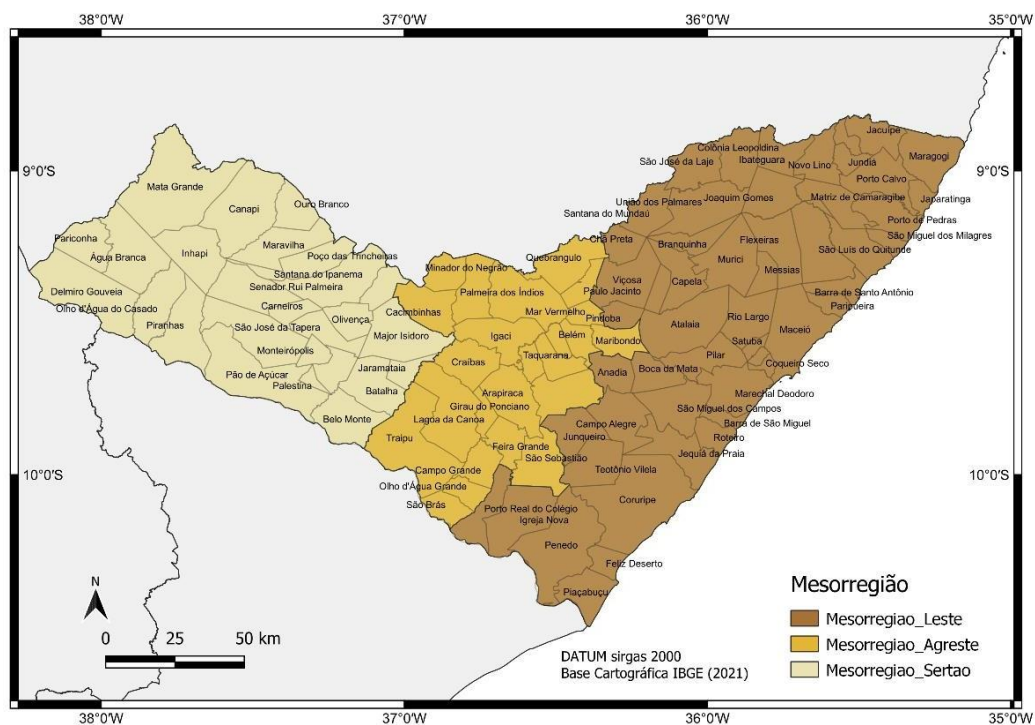 38°0'W 37°0'W 36°0'W 35°0'W
9°0'S
10°0'S
9°0'S
10°0'S
Jacuípe
Colônia Leopoldina
Maragogi
São José da Laje
Ibateguara
Novo Lino
Jundiá
Porto Calvo
Mata Grande
Joaquim Gomos
Matriz de Camaragibe
Japaratinga
Ouro Branco
União dos Palmares
Canapi
Santana do Mundaú
Porto de Pedras
São Miguel dos Milagres
Pariconha
Maravilha
Chã Preta
Branquinha
Flexeiras
São Luís do Quitunde
Água Branca
Inhapi
Poço das Trincheiras
Quebrangulo
Murici
Santana do Ipanema
Minador do Negrão
Messias
Senador Rui Palmeira
Viçosa
Capela
Delmiro Gouveia
Palmeira dos Índios
Paulo Jacinto
Barra de Santo Antônio
Olho d'Água do Casado
Carneiros
Cacimbinhas
Mar Vermelho
Paripueira
Piranhas
São José da Tapera
Olivença
Pindoba
Atalaia
Rio Largo
Maceió
Major Isidoro
Igaci
Belém
Maribondo
Satuba
Monteirópolis
Taquarana
Pilar
Coqueiro Seco
Craíbas
Pão de Açúcar
Jaramataia
Anadia
Boca da Mata
Palestina
Batalha
Arapiraca
Marechal Deodoro
Girau do Ponciano
São Miguel dos Campos
Belo Monte
Lagoa da Canoa
Campo Alegre
Barra de São Miguel
Traipu
Junqueiro
Roteiro
Feira Grande
São Sebastião
Jequiá da Praia
Campo Grande
Teotônio Vilela
Olho d'Água Grande
Coruripe
São Brás
Porto Real do Colégio
Igreja Nova
Penedo
Feliz Deserto
Piaçabuçu
N
0 25 50 km
DATUM sirgas 2000
Base Cartográfica IBGE (2021)
Mesorregião
Mesorregiao_Leste
Mesorregiao_Agreste
Mesorregiao_Sertao
38°0'W 37°0'W 36°0'W 35°0'W